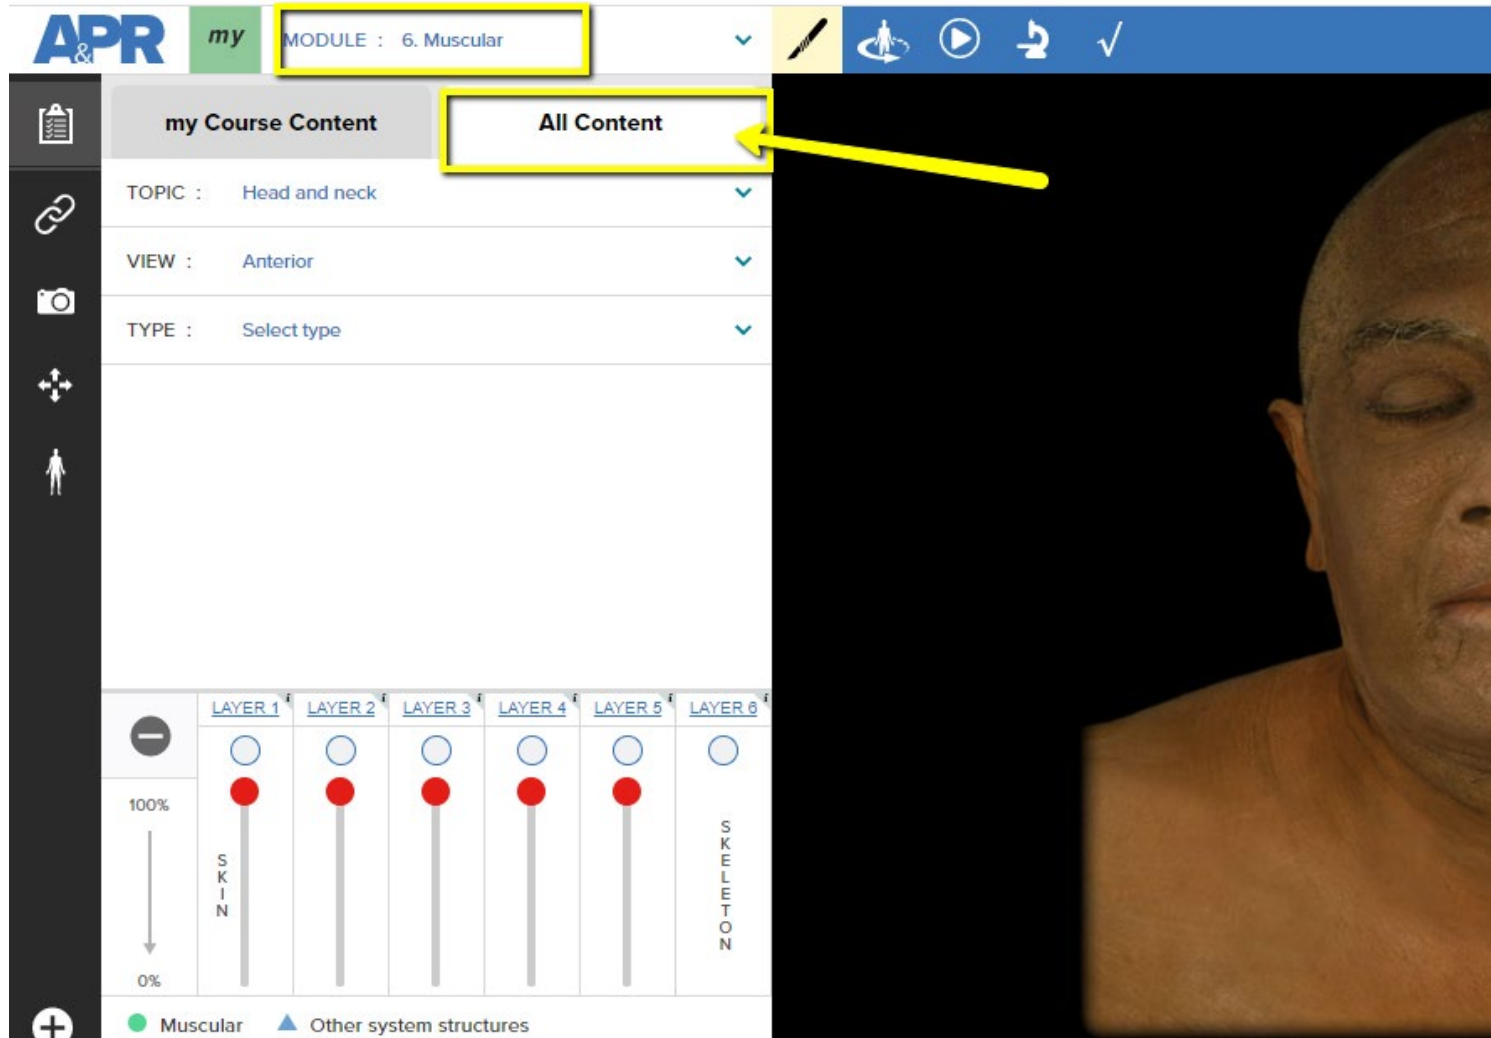 A&PR my MODULE : 6. Muscular
my Course Content All Content
TOPIC : Head and neck
VIEW : Anterior
TYPE : Select type
LAYER 1 i LAYER 2 i LAYER 3 i LAYER 4 i LAYER 5 i LAYER 6 i
100%
SKIN
SKELETON
0%
Muscular Other system structures